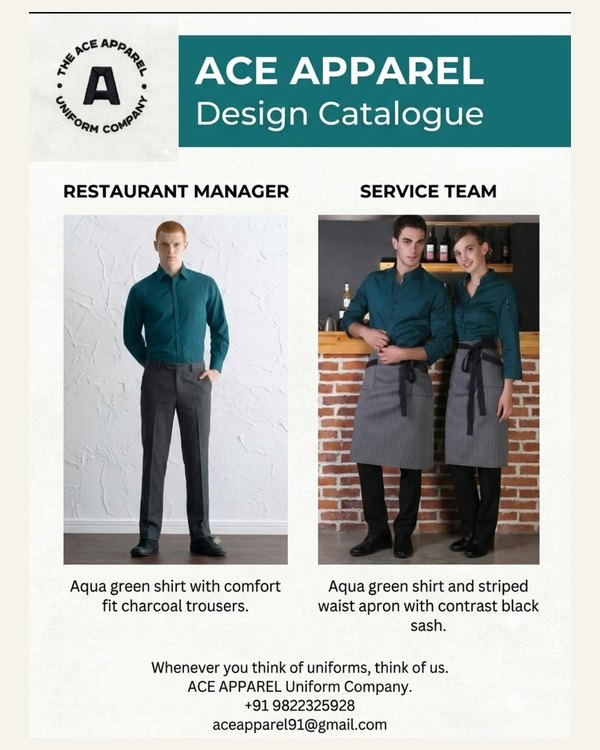 THE ACE APPAREL
UNIFORM COMPANY
A
ACE APPAREL
Design Catalogue
RESTAURANT MANAGER
SERVICE TEAM
Aqua green shirt with comfort
fit charcoal trousers.
Aqua green shirt and striped
waist apron with contrast black
sash.
Whenever you think of uniforms, think of us.
ACE APPAREL Uniform Company.
+91 9822325928
aceapparel91@gmail.com